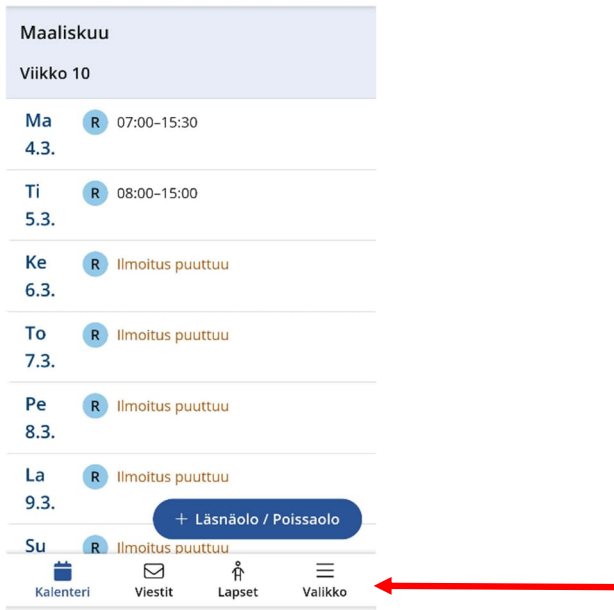 Maaliskuu
Viikko 10
Ma R 07:00–15:30
4.3.
Ti R 08:00–15:00
5.3.
Ke R Ilmoitus puuttuu
6.3.
To R Ilmoitus puuttuu
7.3.
Pe R Ilmoitus puuttuu
8.3.
La R Ilmoitus puuttuu
9.3.
+ Läsnäolo / Poissaolo
Su R Ilmoitus puuttuu
Kalenteri Viestit Lapset Valikko